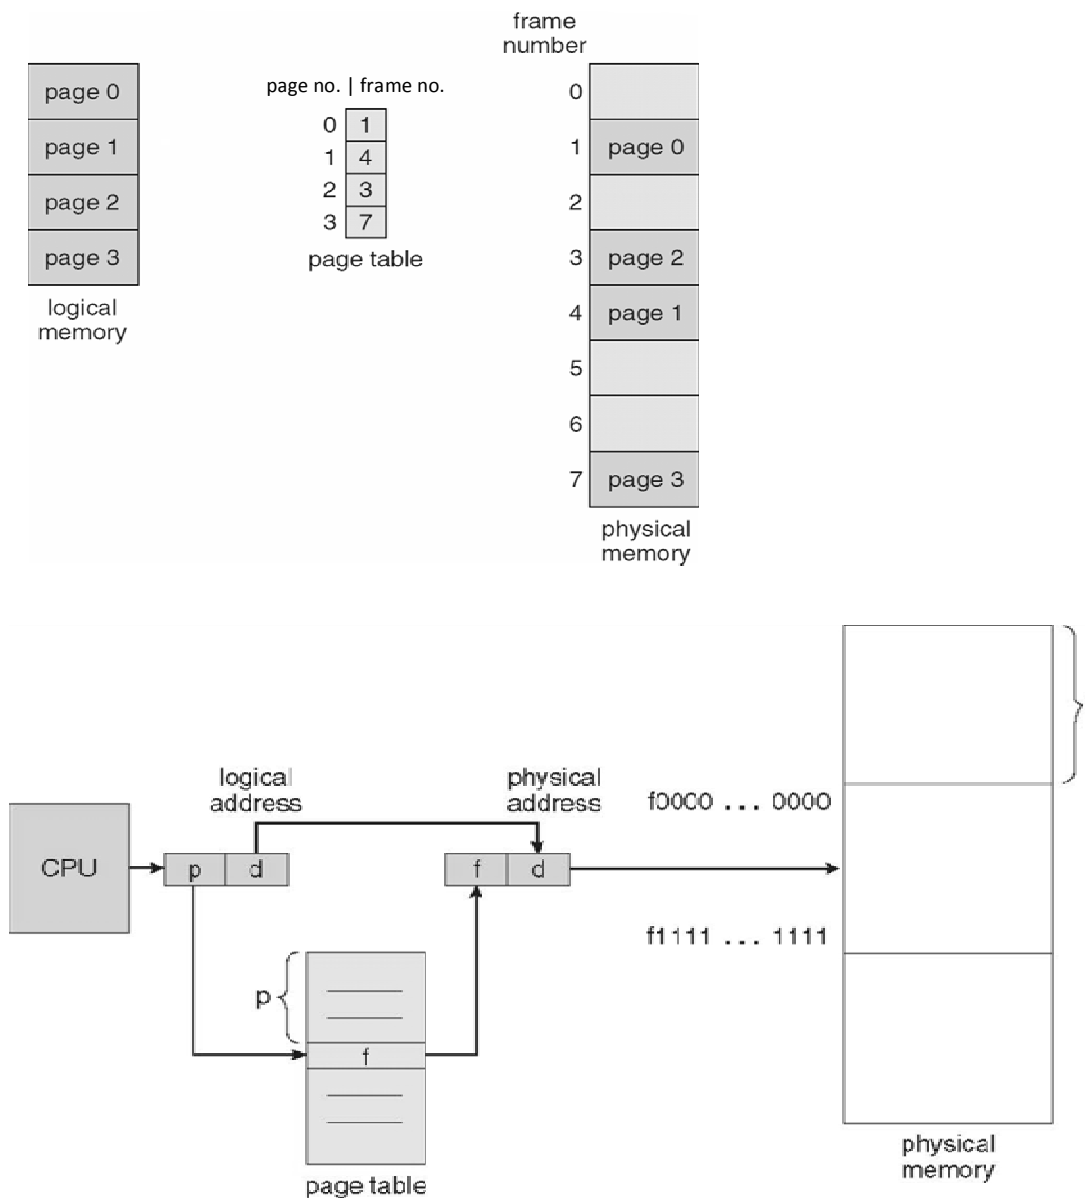 frame
number
page no. | frame no.
page 0
page 1
page 2
page 3
logical
memory
0 1
1 4
2 3
3 7
page table
0
1 page 0
2
3 page 2
4 page 1
5
6
7 page 3
physical
memory
logical
address
physical
address
f0000 ... 0000
CPU
p d
f d
f1111 ... 1111
p
f
page table
physical
memory